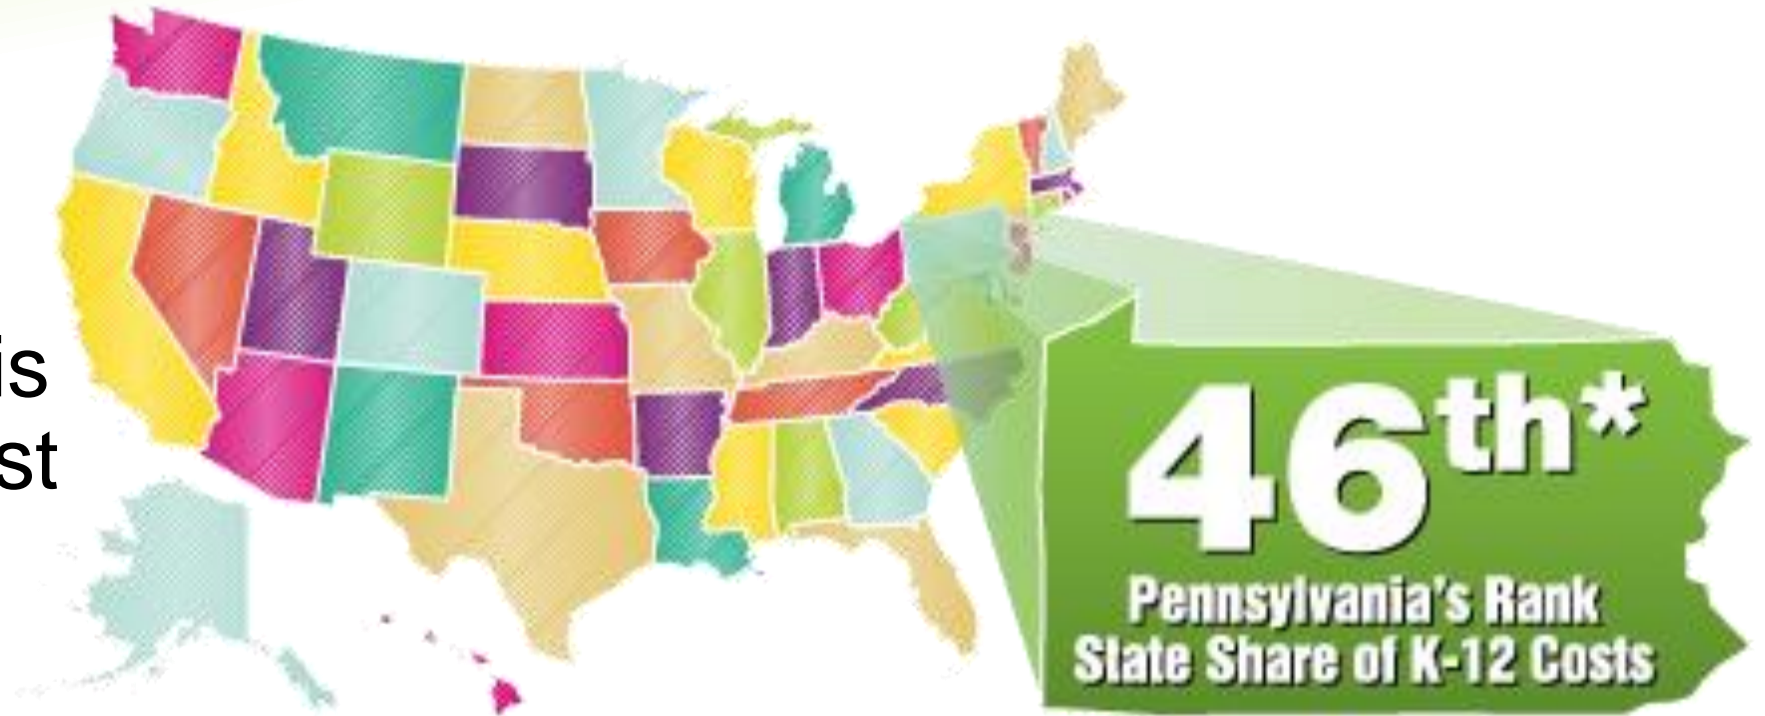 is
st
46th*
Pennsylvania's Rank
State Share of K-12 Costs